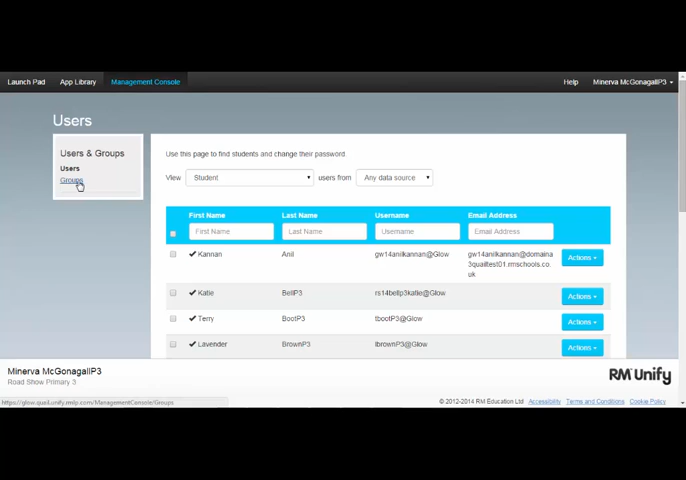 Launch Pad App Library Management Console Help Minerva McGonagallP3
Users
Users & Groups
Users
Groups
Use this page to find students and change their password.
View Student users from Any data source
First Name Last Name Username Email Address
First Name Last Name Username Email Address
Kannan Anil gw14anilkannan@Glow gw14anilkannan@domaina
3quailtest01.rmschools.co.
uk Actions
Katie BellP3 rs14bellp3katie@Glow Actions
Terry BootP3 tbootP3@Glow Actions
Lavender BrownP3 lbrownP3@Glow Actions
Minerva McGonagallP3
Road Show Primary 3
RM Unify
https://glow.quail.unify.rmlp.com/ManagementConsole/Groups
© 2012-2014 RM Education Ltd Accessibility Terms and Conditions Cookie Policy